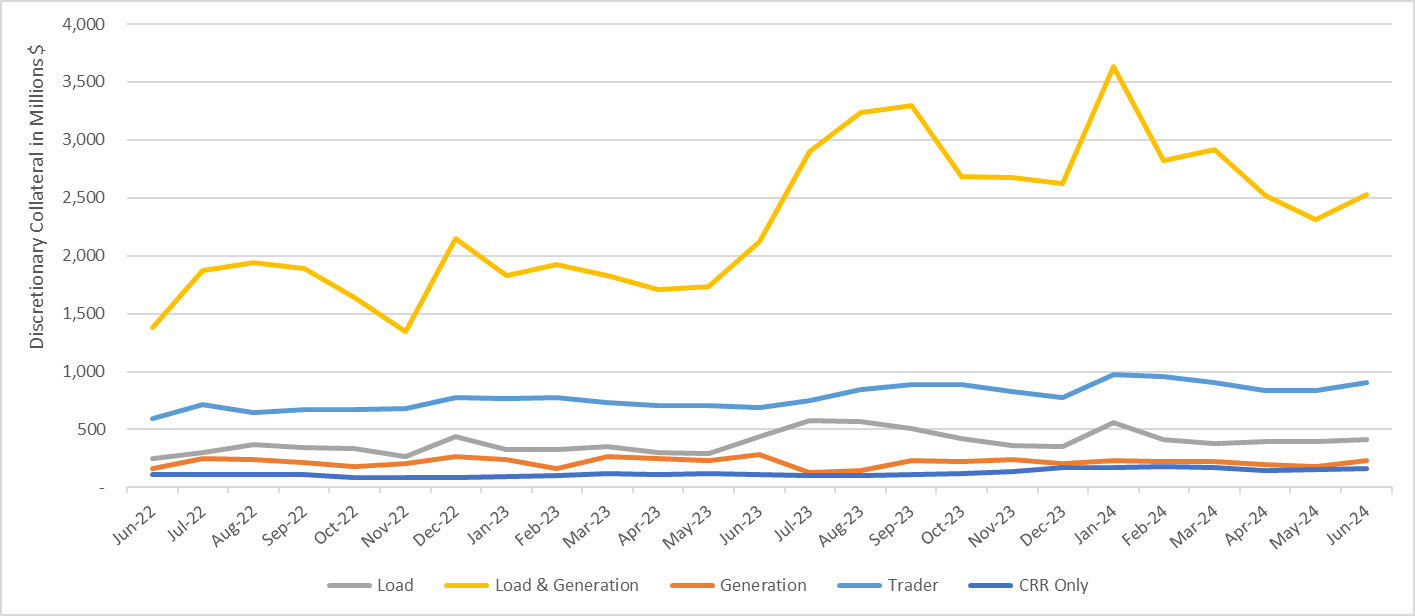 4,000
3,500
3,000
2,500
2,000
1,500
1,000
500
-
Discretionary Collateral in Millions $
Jun-22
Jul-22
Aug-22
Sep-22
Oct-22
Nov-22
Dec-22
Jan-23
Feb-23
Mar-23
Apr-23
May-23
Jun-23
Jul-23
Aug-23
Sep-23
Oct-23
Nov-23
Dec-23
Jan-24
Feb-24
Mar-24
Apr-24
May-24
Jun-24
Load
Load & Generation
Generation
Trader
CRR Only